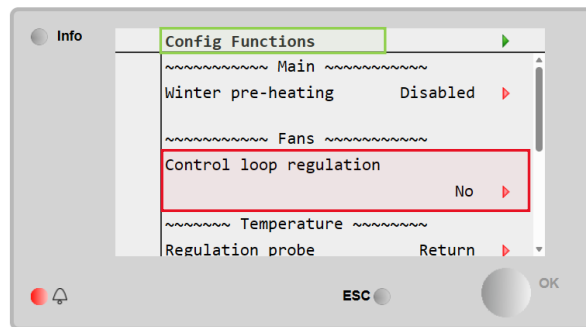 Info
Config Functions
~~~~~~~~~~~ Main ~~~~~~~~~~~
Winter pre-heating Disabled
~~~~~~~~~~~ Fans ~~~~~~~~~~~
Control loop regulation
No
~~~~~~~ Temperature ~~~~~~~~
Regulation probe Return
ESC
OK